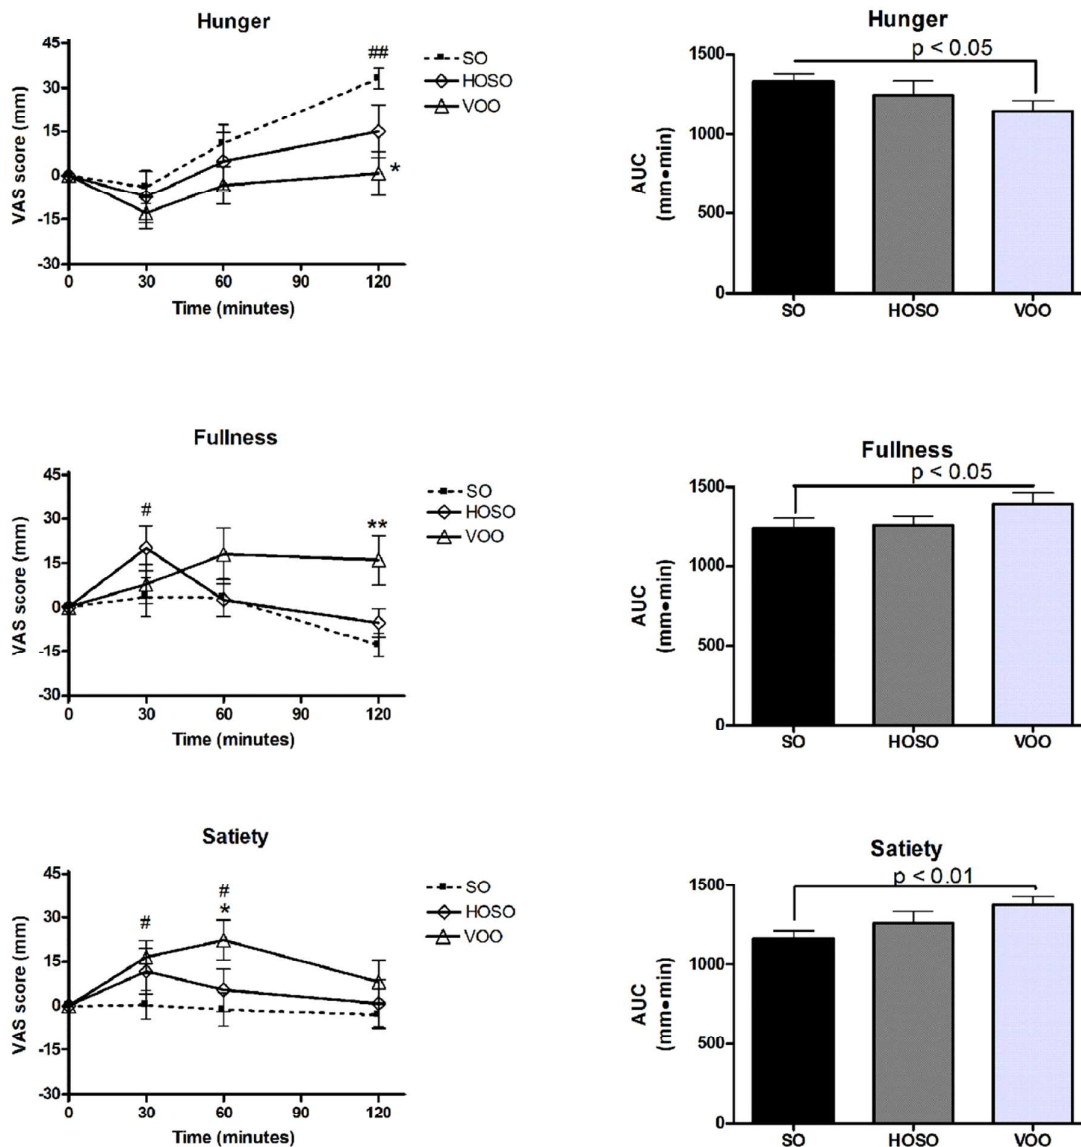 Hunger
45
30
15
0
-15
-30
VAS score (mm)
##
*
SO
HOSO
VOO
0 30 60 90 120
Time (minutes)
Hunger
p < 0.05
1500
1000
500
0
AUC
(mm•min)
SO HOSO VOO
Fullness
45
30
15
0
-15
-30
VAS score (mm)
#
**
SO
HOSO
VOO
0 30 60 90 120
Time (minutes)
Fullness
p < 0.05
1500
1000
500
0
AUC
(mm•min)
SO HOSO VOO
Satiety
45
30
15
0
-15
-30
VAS score (mm)
#
#
*
SO
HOSO
VOO
0 30 60 90 120
Time (minutes)
Satiety
p < 0.01
1500
1000
500
0
AUC
(mm•min)
SO HOSO VOO